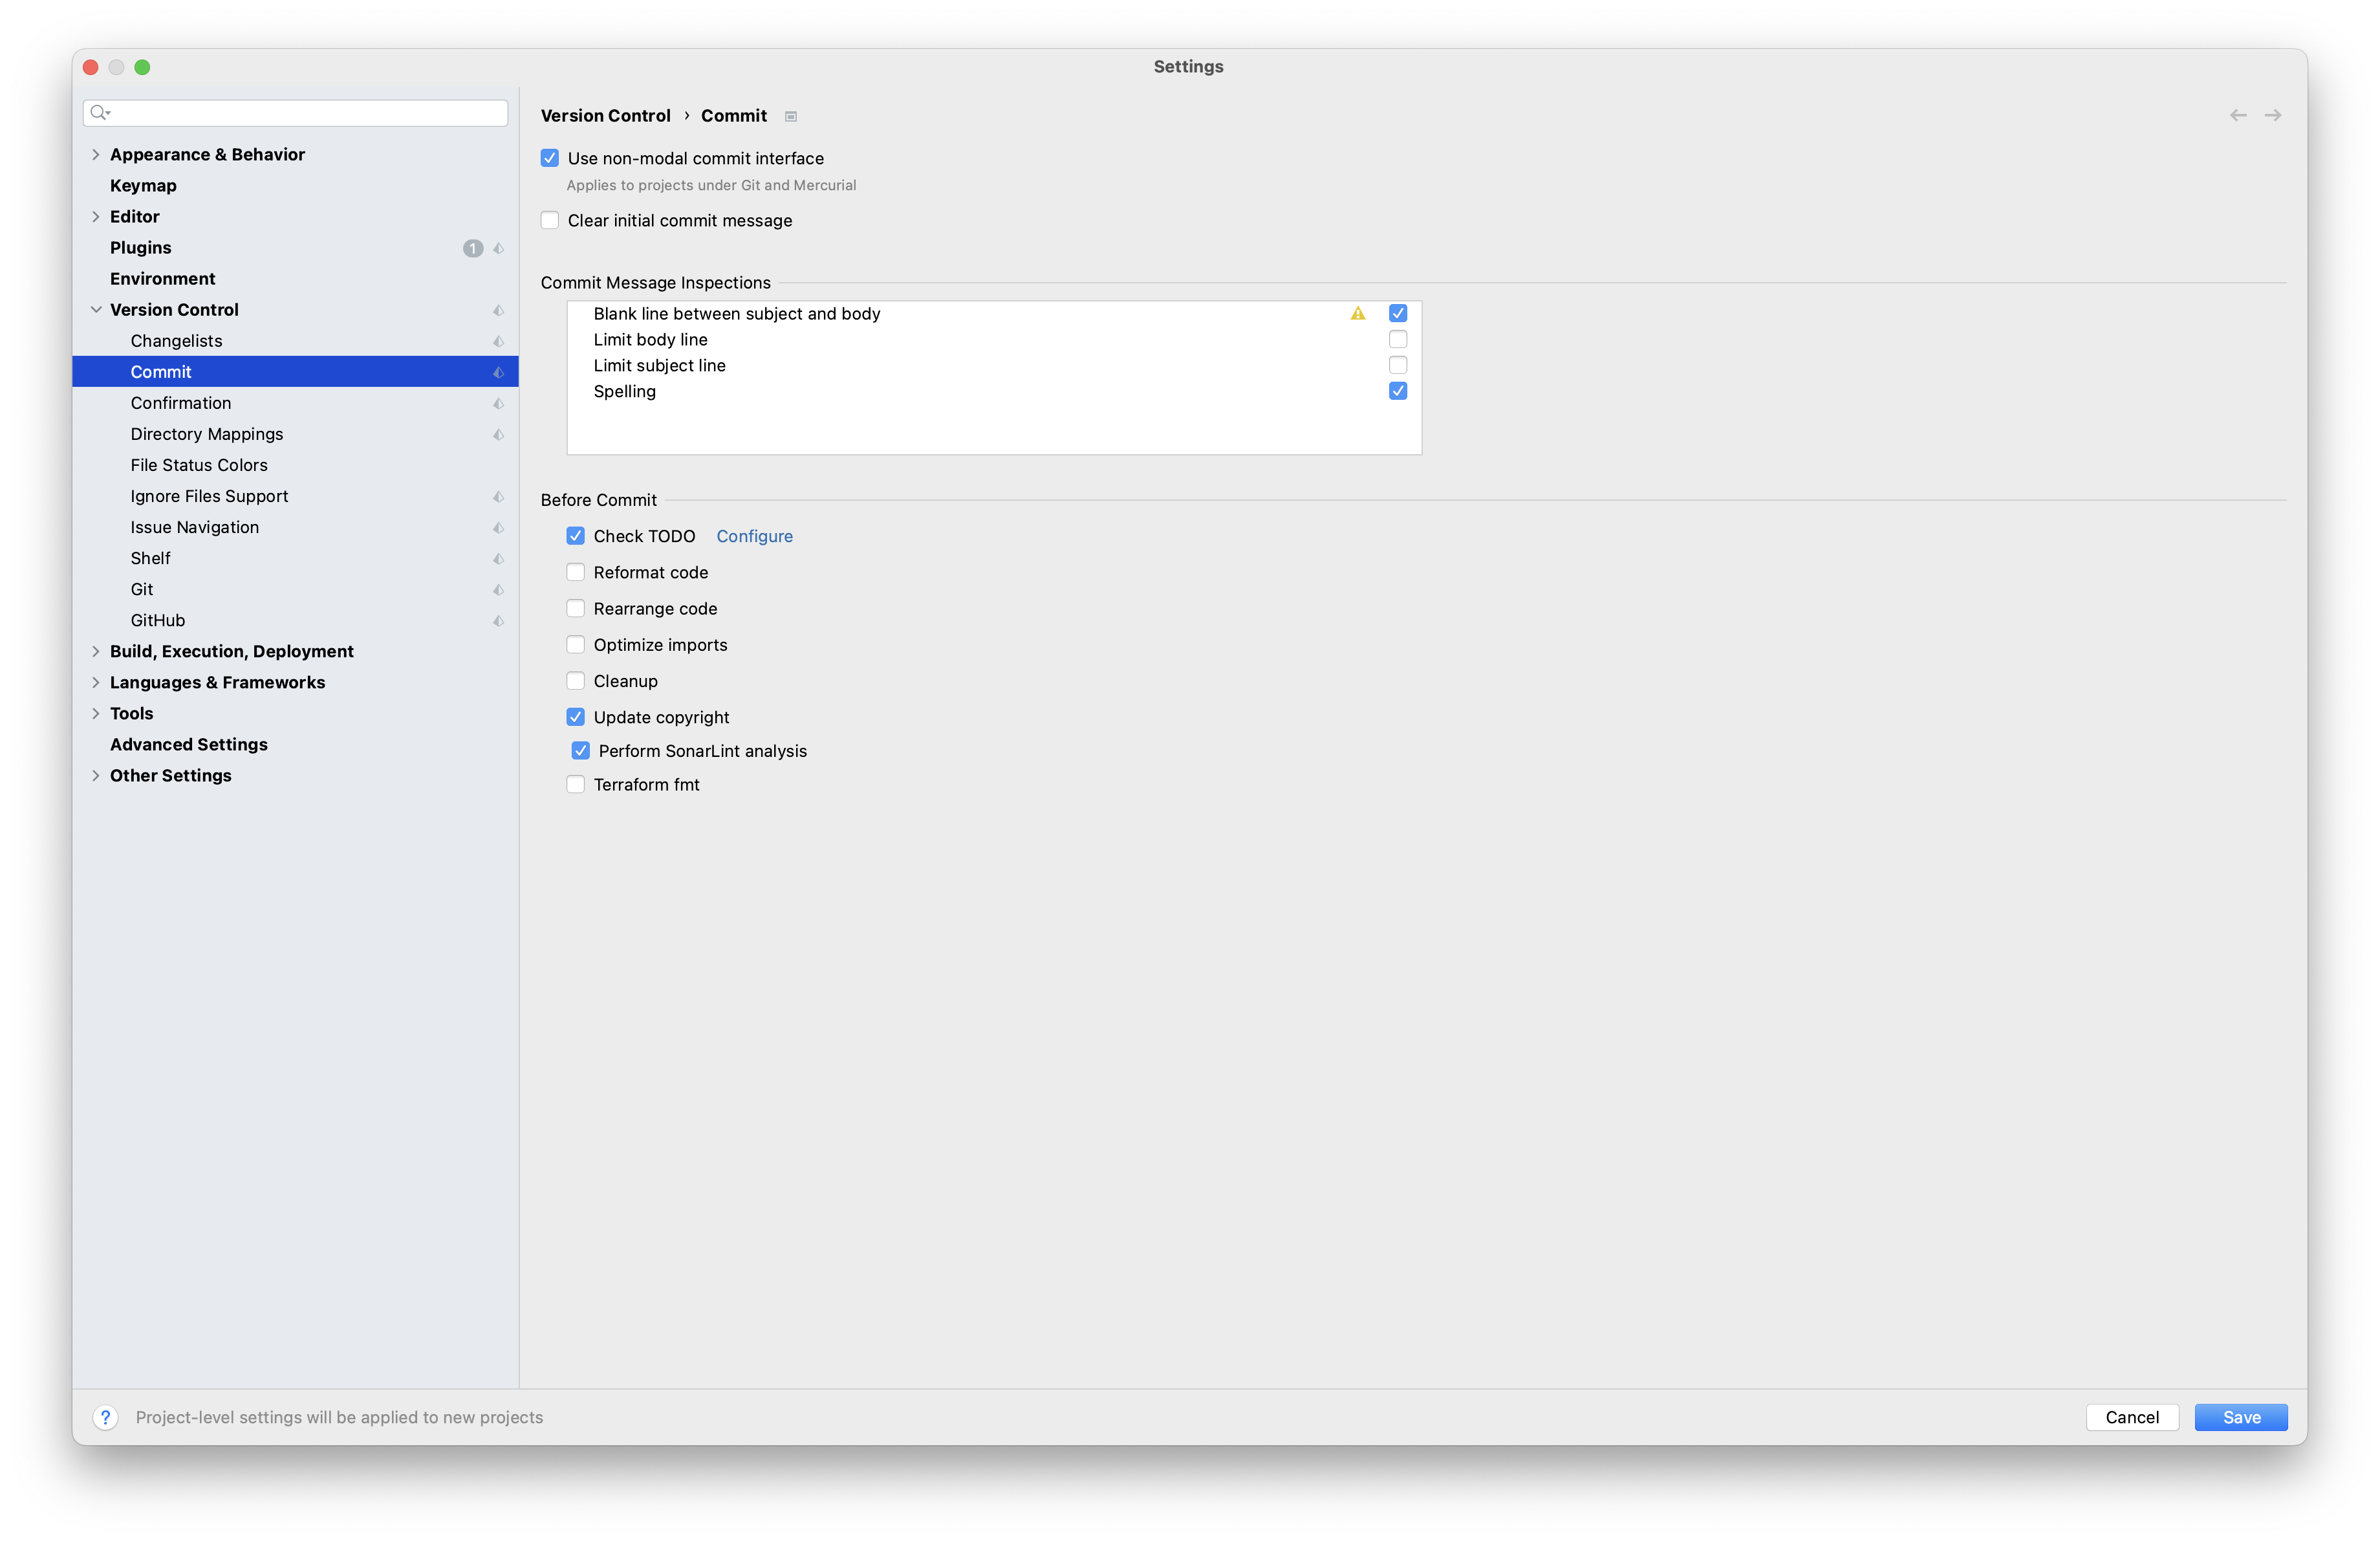 Settings
Appearance & Behavior
Keymap
Editor
Plugins 1
Environment
Version Control
Changelists
Commit
Confirmation
Directory Mappings
File Status Colors
Ignore Files Support
Issue Navigation
Shelf
Git
GitHub
Build, Execution, Deployment
Languages & Frameworks
Tools
Advanced Settings
Other Settings
Version Control › Commit
Use non-modal commit interface
Applies to projects under Git and Mercurial
Clear initial commit message
Commit Message Inspections
Blank line between subject and body
Limit body line
Limit subject line
Spelling
Before Commit
Check TODO Configure
Reformat code
Rearrange code
Optimize imports
Cleanup
Update copyright
Perform SonarLint analysis
Terraform fmt
? Project-level settings will be applied to new projects
Cancel Save